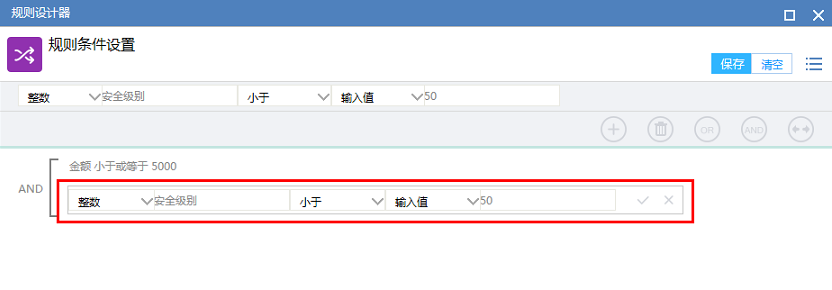 规则设计器
规则条件设置
保存 清空
整数 安全级别 小于 输入值 50
OR AND
金额 小于或等于 5000
AND
整数 安全级别 小于 输入值 50